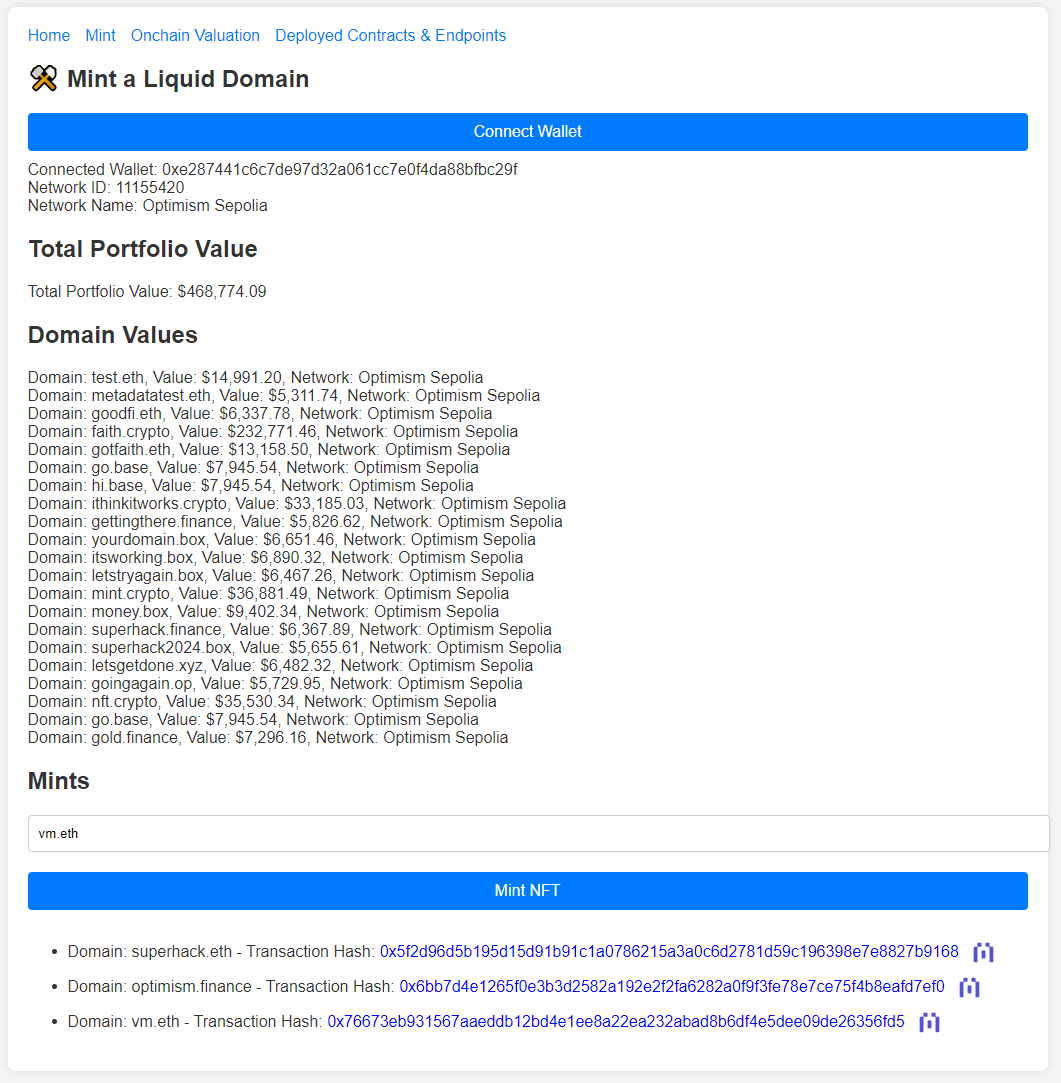 Home Mint Onchain Valuation Deployed Contracts & Endpoints
Mint a Liquid Domain
Connect Wallet
Connected Wallet: 0xe287441c6c7de97d32a061cc7e0f4da88bfbc29f
Network ID: 11155420
Network Name: Optimism Sepolia
Total Portfolio Value
Total Portfolio Value: $468,774.09
Domain Values
Domain: test.eth, Value: $14,991.20, Network: Optimism Sepolia
Domain: metadatatest.eth, Value: $5,311.74, Network: Optimism Sepolia
Domain: goodfi.eth, Value: $6,337.78, Network: Optimism Sepolia
Domain: faith.crypto, Value: $232,771.46, Network: Optimism Sepolia
Domain: gotfaith.eth, Value: $13,158.50, Network: Optimism Sepolia
Domain: go.base, Value: $7,945.54, Network: Optimism Sepolia
Domain: hi.base, Value: $7,945.54, Network: Optimism Sepolia
Domain: ithinkitworks.crypto, Value: $33,185.03, Network: Optimism Sepolia
Domain: gettingthere.finance, Value: $5,826.62, Network: Optimism Sepolia
Domain: yourdomain.box, Value: $6,651.46, Network: Optimism Sepolia
Domain: itsworking.box, Value: $6,890.32, Network: Optimism Sepolia
Domain: letstryagain.box, Value: $6,467.26, Network: Optimism Sepolia
Domain: mint.crypto, Value: $36,881.49, Network: Optimism Sepolia
Domain: money.box, Value: $9,402.34, Network: Optimism Sepolia
Domain: superhack.finance, Value: $6,367.89, Network: Optimism Sepolia
Domain: superhack2024.box, Value: $5,655.61, Network: Optimism Sepolia
Domain: letsgetdone.xyz, Value: $6,482.32, Network: Optimism Sepolia
Domain: goingagain.op, Value: $5,729.95, Network: Optimism Sepolia
Domain: nft.crypto, Value: $35,530.34, Network: Optimism Sepolia
Domain: go.base, Value: $7,945.54, Network: Optimism Sepolia
Domain: gold.finance, Value: $7,296.16, Network: Optimism Sepolia
Mints
vm.eth
Mint NFT
• Domain: superhack.eth - Transaction Hash: 0x5f2d96d5b195d15d91b91c1a0786215a3a0c6d2781d59c196398e7e8827b9168
• Domain: optimism.finance - Transaction Hash: 0x6bb7d4e1265f0e3b3d2582a192e2f2fa6282a0f9f3fe78e7ce75f4b8eafd7ef0
• Domain: vm.eth - Transaction Hash: 0x76673eb931567aaeddb12bd4e1ee8a22ea232abad8b6df4e5dee09de26356fd5